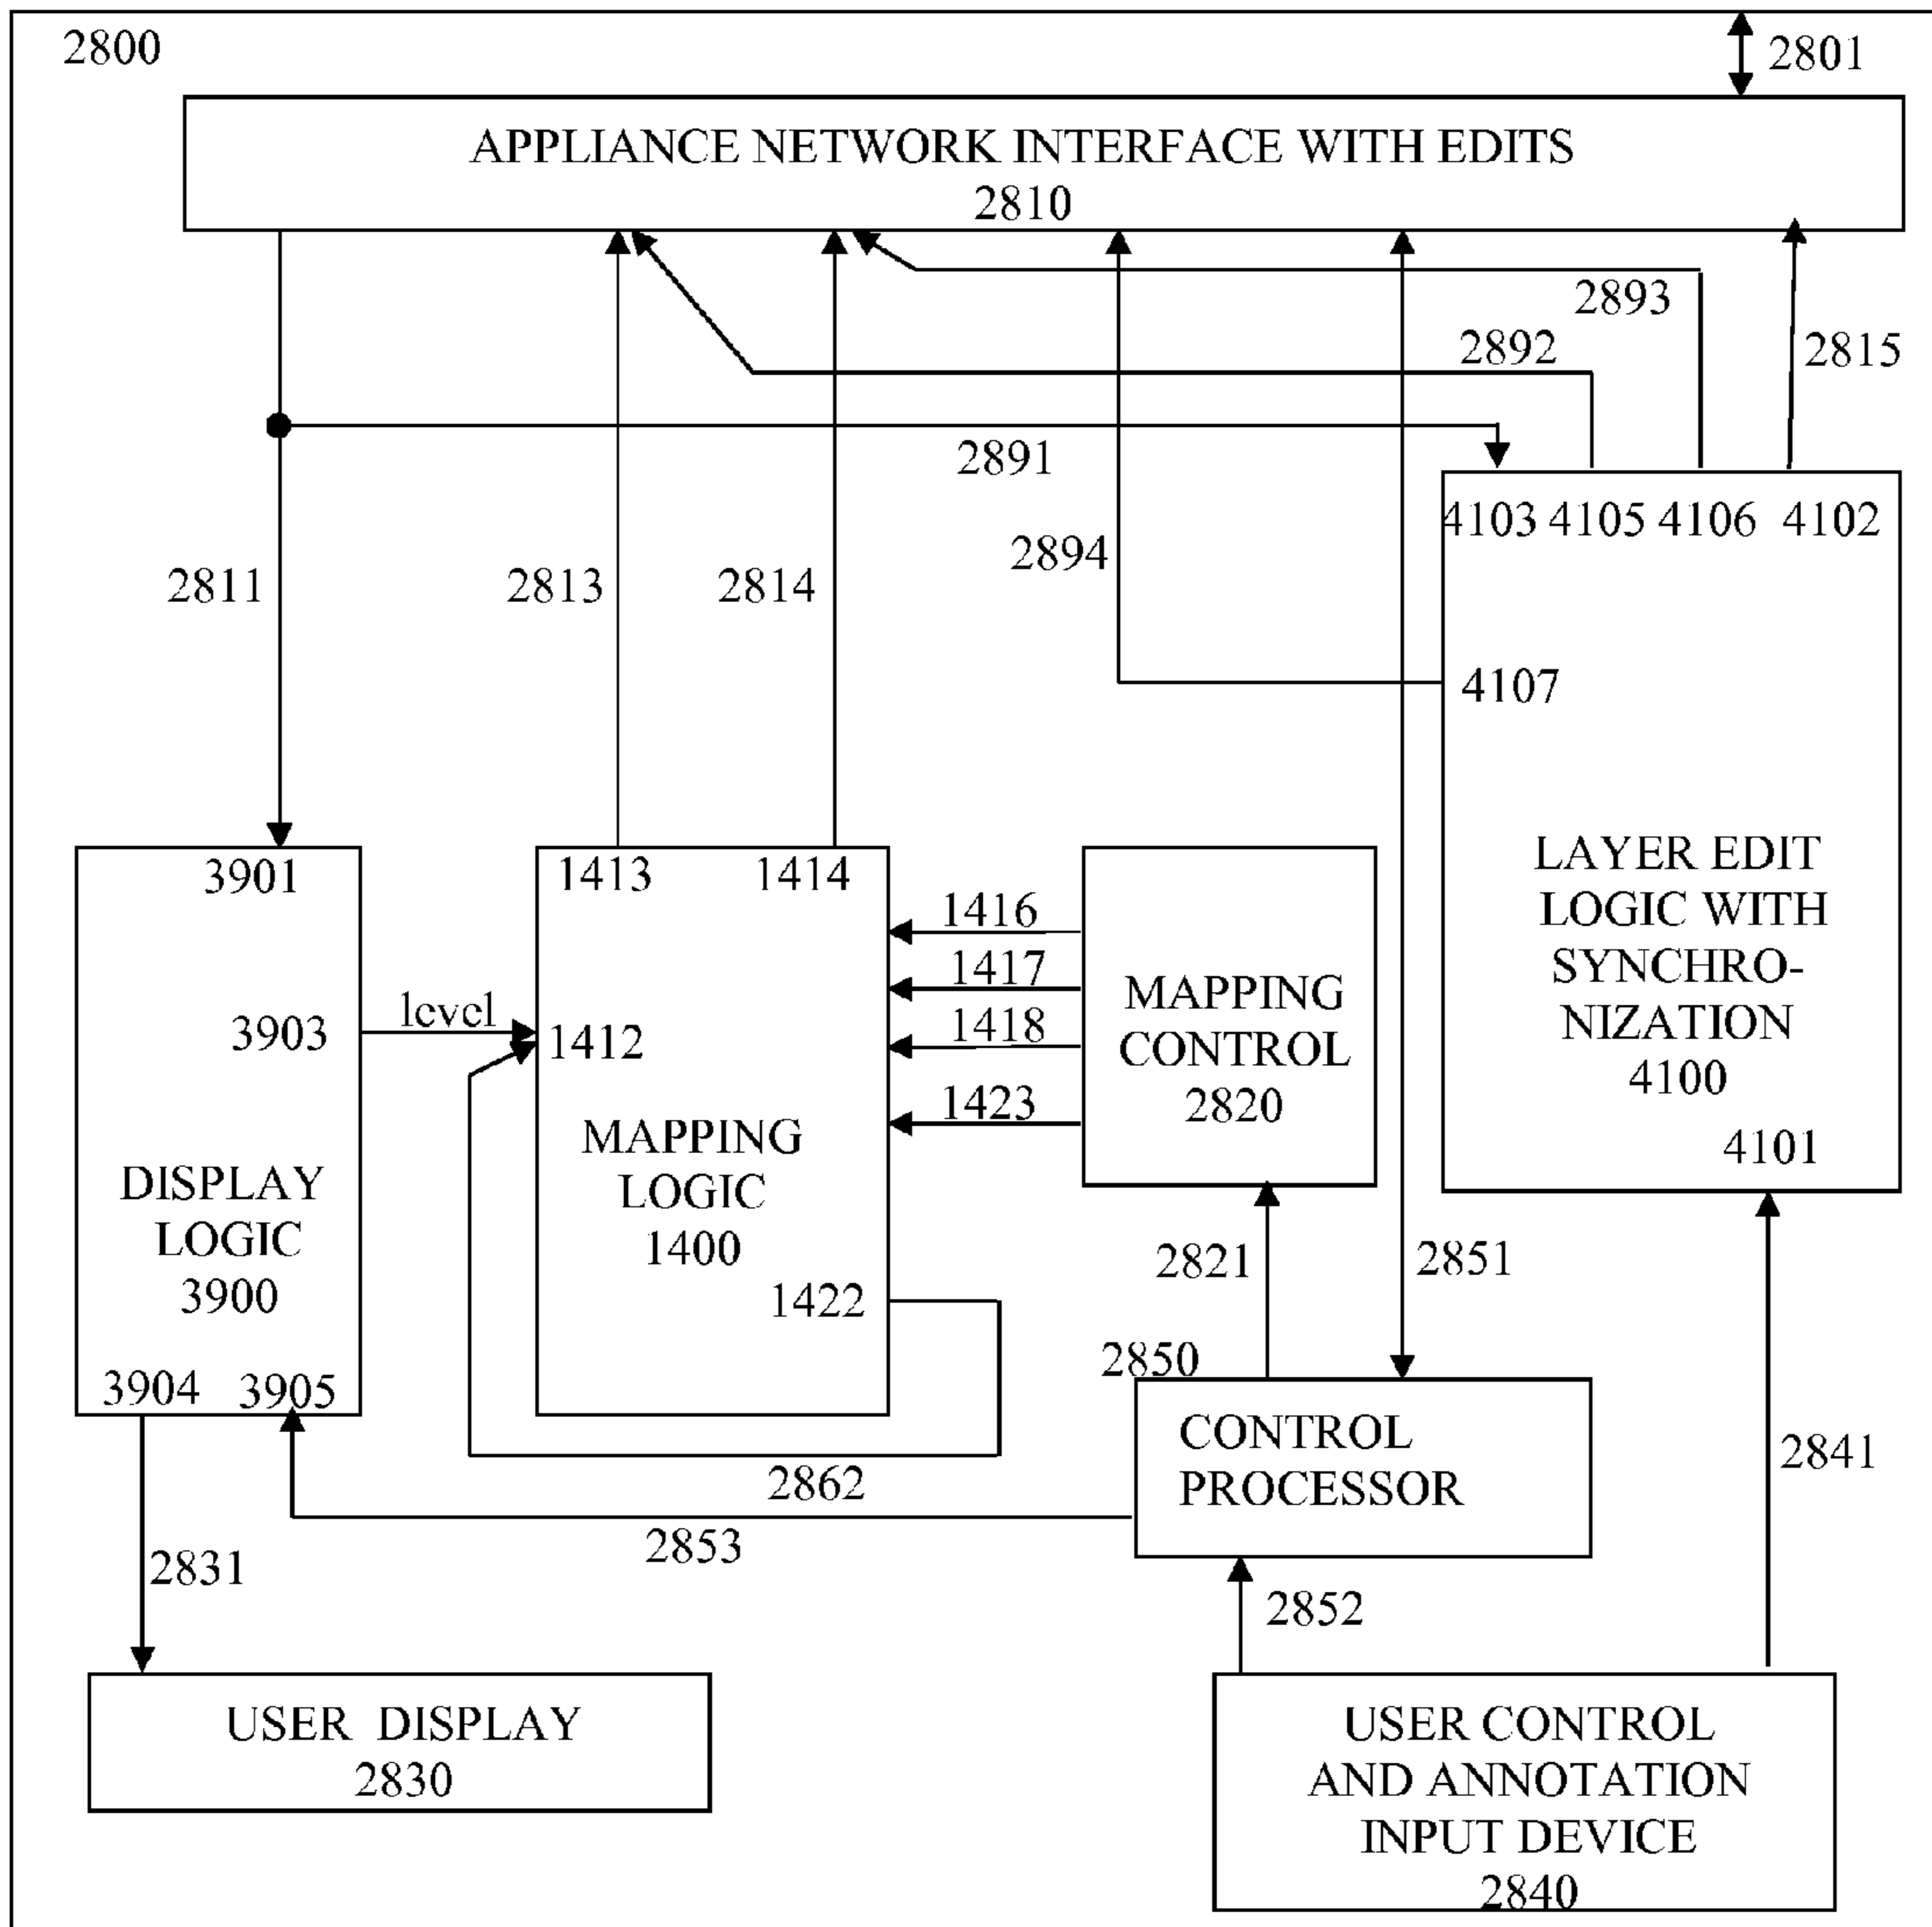 2800
2801
APPLIANCE NETWORK INTERFACE WITH EDITS
2810
2893
2892
2815
2891
4103 4105 4106 4102
2894
2811
2813
2814
4107
3901
1413
1414
LAYER EDIT
LOGIC WITH
SYNCHRO-
NIZATION
4100
4101
1416
1417
1418
1423
level
3903
1412
MAPPING
CONTROL
2820
MAPPING
LOGIC
1400
DISPLAY
LOGIC
3900
1422
2821
2851
2850
3904 3905
CONTROL
PROCESSOR
2841
2862
2853
2831
2852
USER DISPLAY
2830
USER CONTROL
AND ANNOTATION
INPUT DEVICE
2840